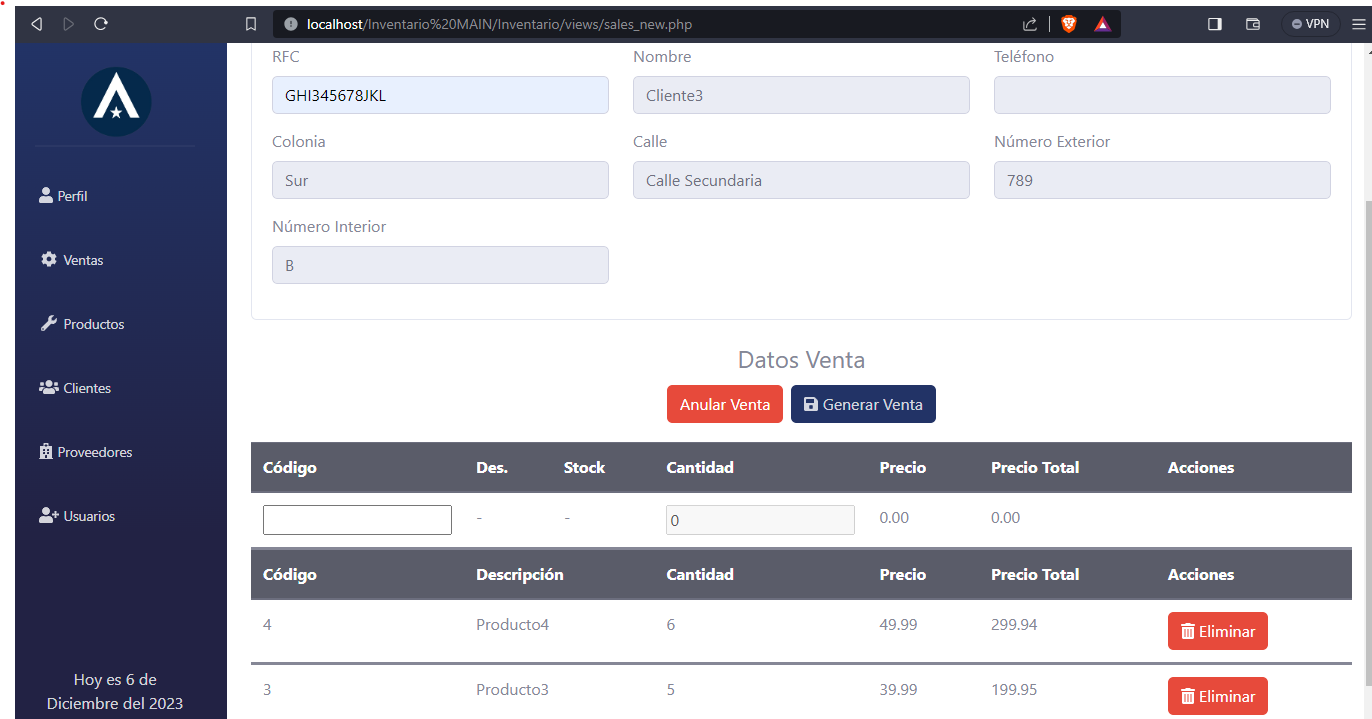 localhost/Inventario%20MAIN/Inventario/views/sales_new.php
VPN
Perfil
Ventas
Productos
Clientes
Proveedores
Usuarios
Hoy es 6 de
Diciembre del 2023
RFC Nombre Teléfono
GHI345678JKL Cliente3
Colonia Calle Número Exterior
Sur Calle Secundaria 789
Número Interior
B
Datos Venta
Anular Venta Generar Venta
Código Des. Stock Cantidad Precio Precio Total Acciones
- - 0 0.00 0.00
Código Descripción Cantidad Precio Precio Total Acciones
4 Producto4 6 49.99 299.94 Eliminar
3 Producto3 5 39.99 199.95 Eliminar